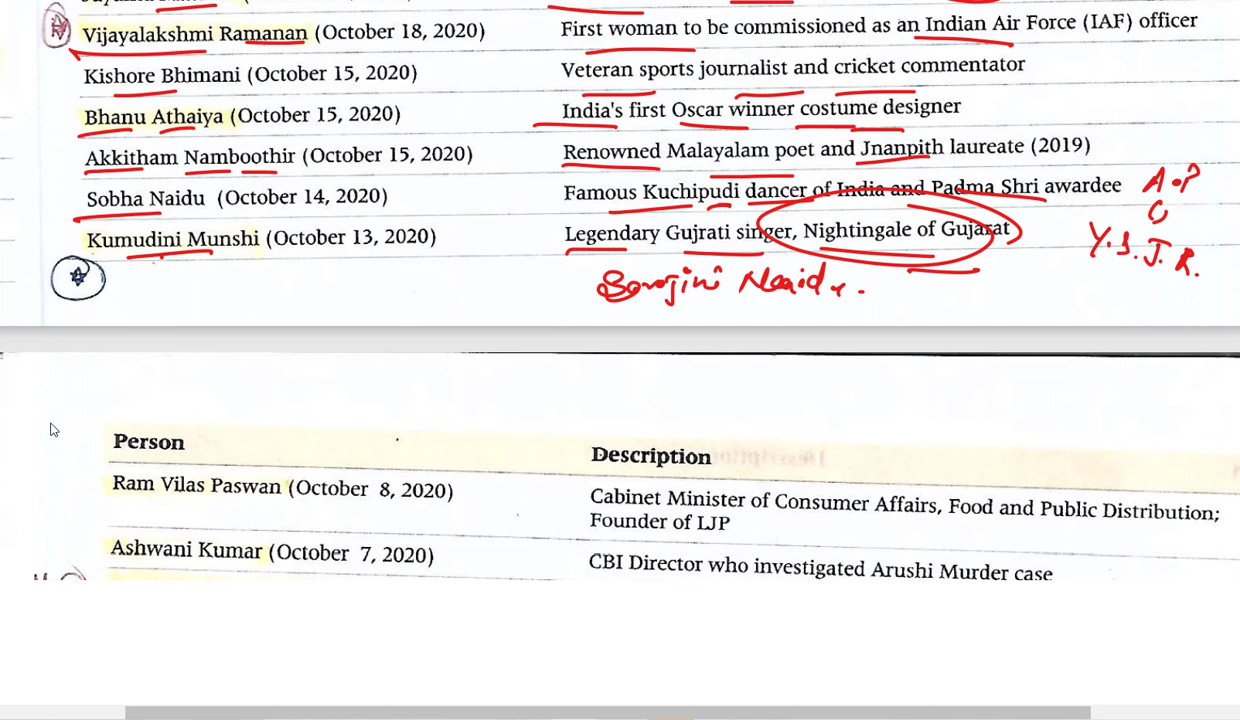 Vijayalakshmi Ramanan (October 18, 2020) First woman to be commissioned as an Indian Air Force (IAF) officer
Kishore Bhimani (October 15, 2020) Veteran sports journalist and cricket commentator
Bhanu Athaiya (October 15, 2020) India's first Oscar winner costume designer
Akkitham Namboothir (October 15, 2020) Renowned Malayalam poet and Jnanpith laureate (2019)
Sobha Naidu (October 14, 2020) Famous Kuchipudi dancer of India and Padma Shri awardee A.P
Kumudini Munshi (October 13, 2020) Legendary Gujrati singer, Nightingale of Gujarat Y.S.J.R.
Sarojini Naidu.
Person Description
Ram Vilas Paswan (October 8, 2020) Cabinet Minister of Consumer Affairs, Food and Public Distribution;
Founder of LJP
Ashwani Kumar (October 7, 2020) CBI Director who investigated Arushi Murder case